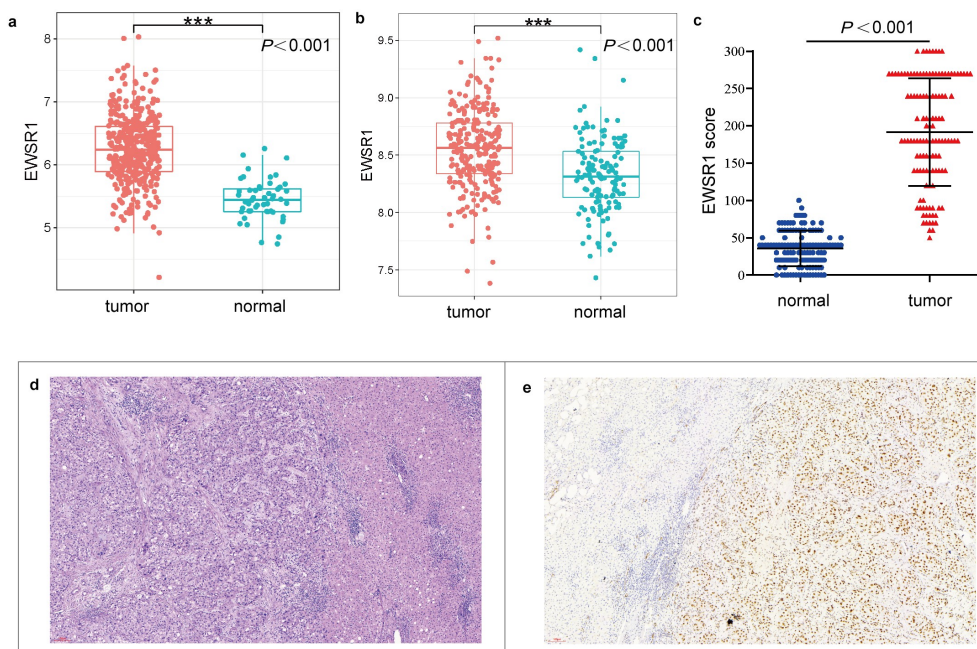 a
***
P＜0.001
EWSR1
8
7
6
5
tumor
normal
b
***
P＜0.001
EWSR1
9.5
9.0
8.5
8.0
7.5
tumor
normal
c
P＜0.001
EWSR1 score
300
250
200
150
100
50
0
normal
tumor
d
e